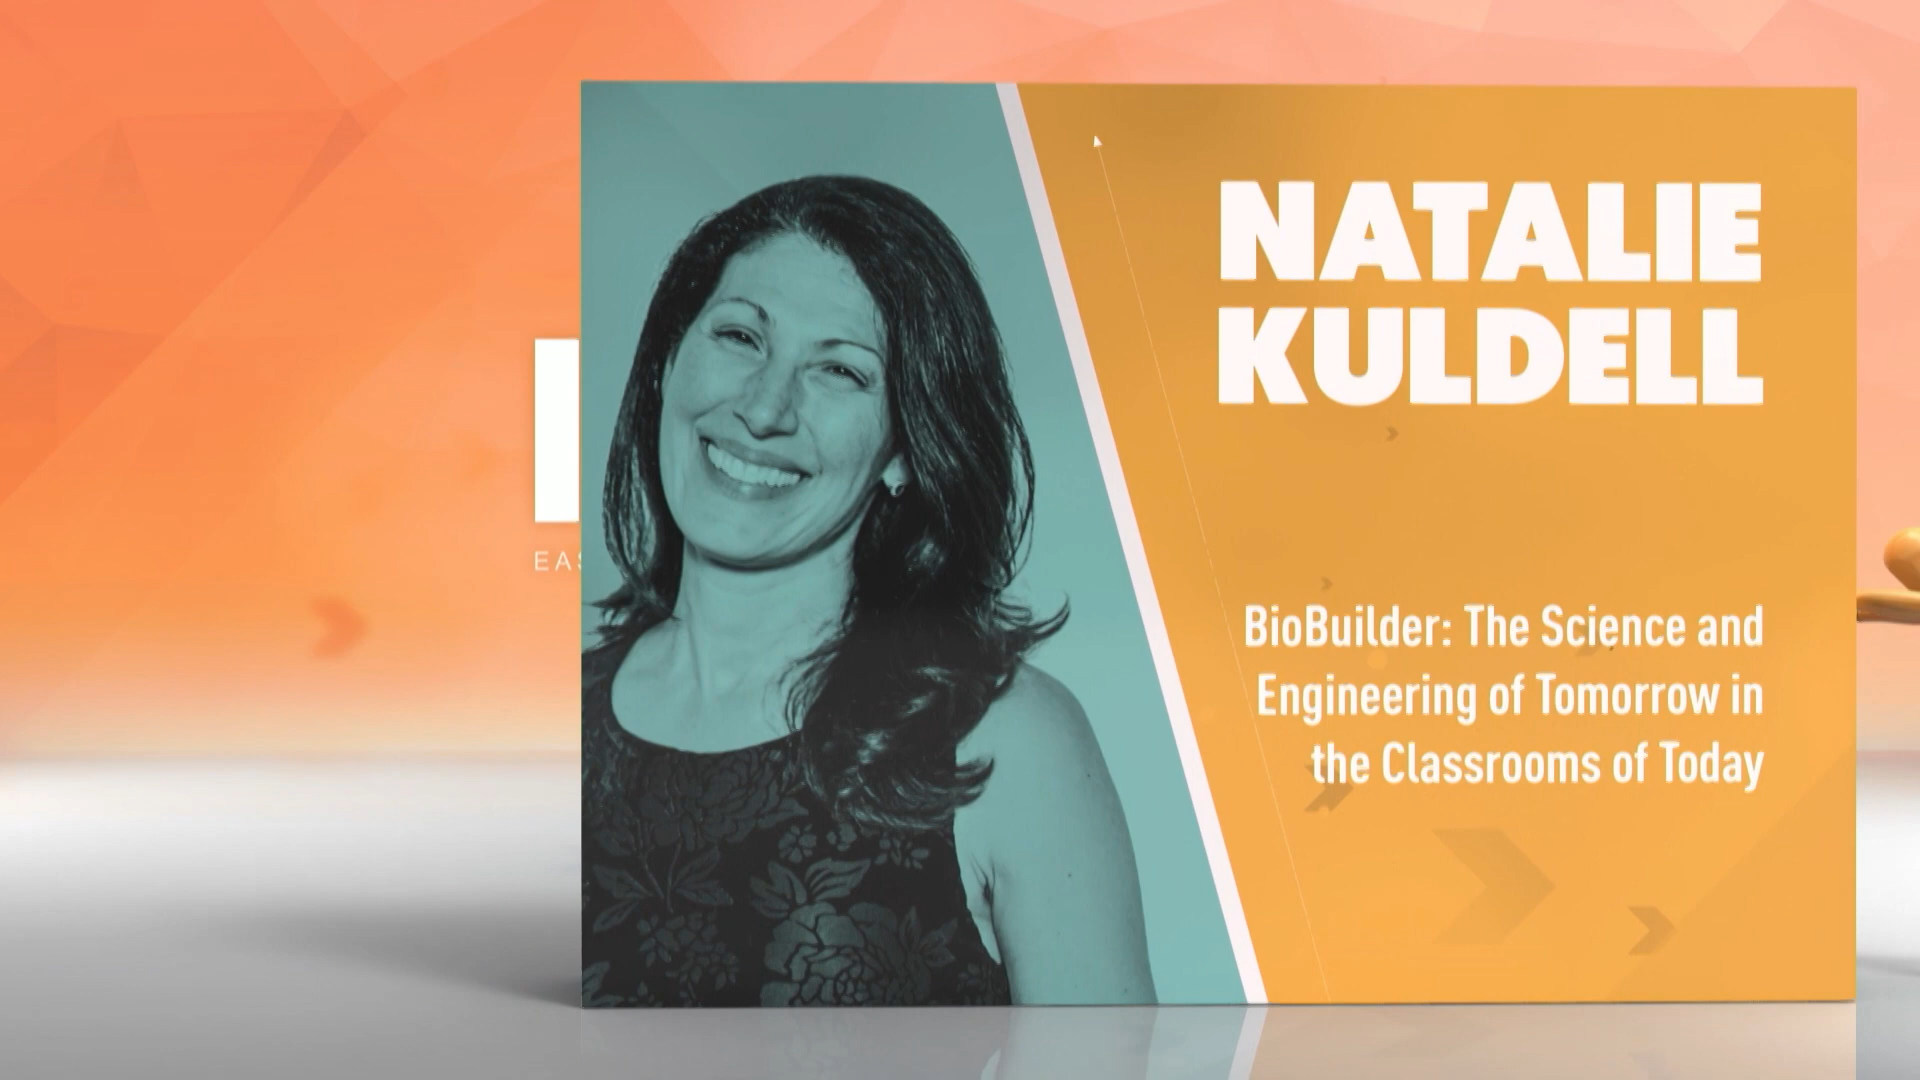 NATALIE
KULDELL
BioBuilder: The Science and
Engineering of Tomorrow in
the Classrooms of Today